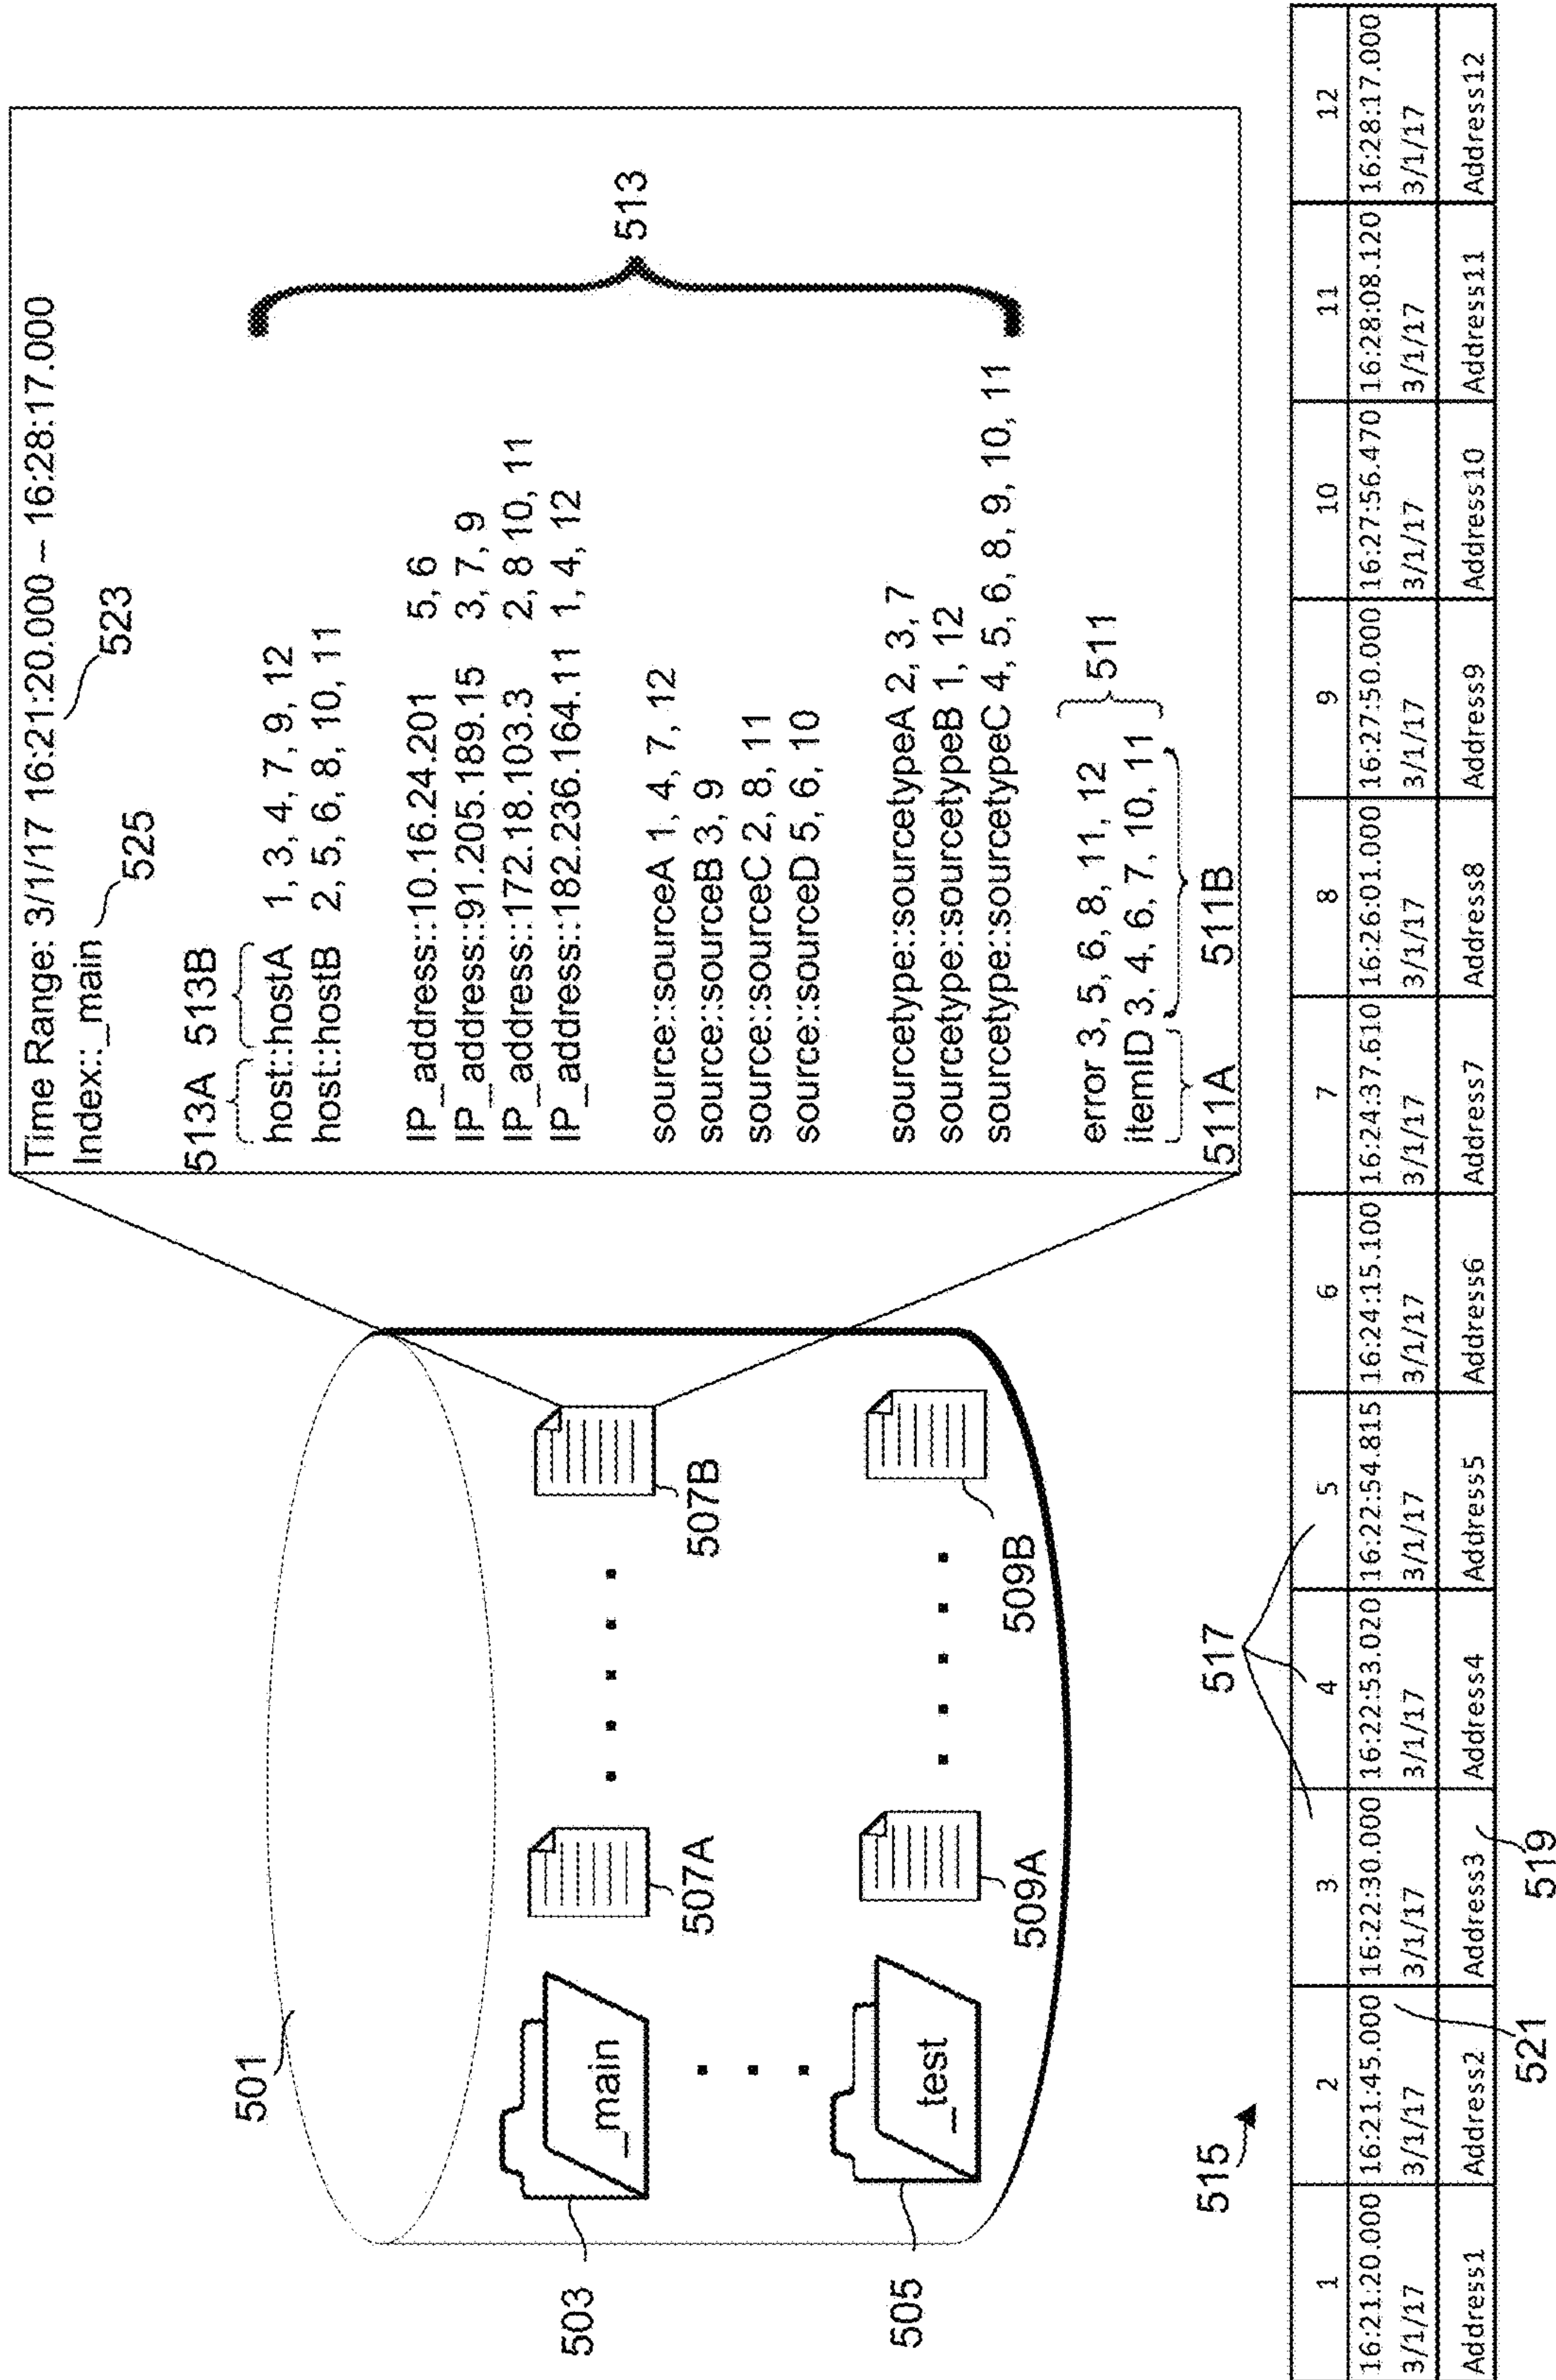 Time Range: 3/1/17 16:21:20.000 – 16:28:17.000
Index::_main
525
523
513A 513B
host::hostA 1, 3, 4, 7, 9, 12
host::hostB 2, 5, 6, 8, 10, 11
IP_address::10.16.24.201 5, 6
IP_address::91.205.189.15 3, 7, 9
IP_address::172.18.103.3 2, 8 10, 11
IP_address::182.236.164.11 1, 4, 12
source::sourceA 1, 4, 7, 12
source::sourceB 3, 9
source::sourceC 2, 8, 11
source::sourceD 5, 6, 10
sourcetype::sourcetypeA 2, 3, 7
sourcetype::sourcetypeB 1, 12
sourcetype::sourcetypeC 4, 5, 6, 8, 9, 10, 11
513
error 3, 5, 6, 8, 11, 12
itemID 3, 4, 6, 7, 10, 11
511
511A 511B
501
503
_main
507A
507B
505
_test
509A
509B
515
517
1 2 3 4 5 6 7 8 9 10 11 12
16:21:20.000 16:21:45.000 16:22:30.000 16:22:53.020 16:22:54.815 16:24:15.100 16:24:37.610 16:26:01.000 16:27:50.000 16:27:56.470 16:28:08.120 16:28:17.000
3/1/17 3/1/17 3/1/17 3/1/17 3/1/17 3/1/17 3/1/17 3/1/17 3/1/17 3/1/17 3/1/17 3/1/17
Address1 Address2 Address3 Address4 Address5 Address6 Address7 Address8 Address9 Address10 Address11 Address12
521
519